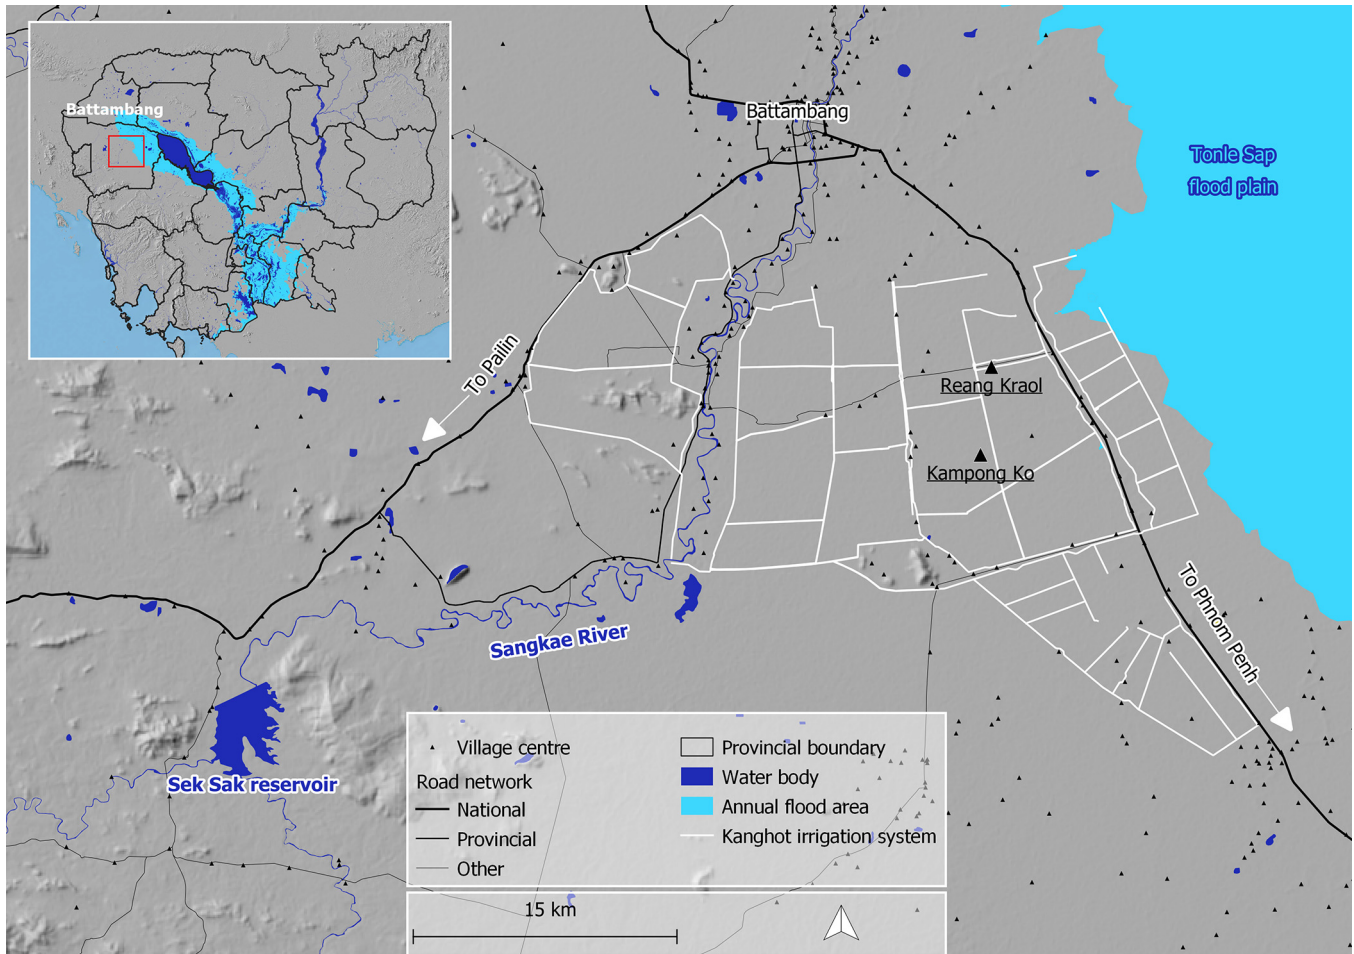 Battambang
Battambang
Tonle Sap
flood plain
To Pailin
Reang Kraol
Kampong Ko
Sangkae River
To Phnom Penh
Sek Sak reservoir
Village centre
Road network
National
Provincial
Other
Provincial boundary
Water body
Annual flood area
Kanghot irrigation system
15 km